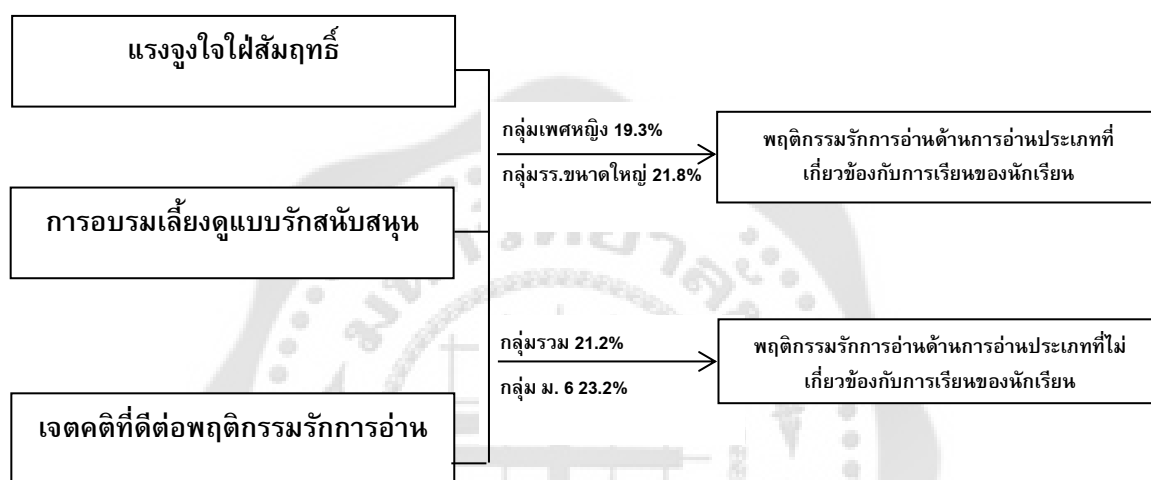 แรงจูงใจใฝ่สัมฤทธิ์
กลุ่มเพศหญิง 19.3%
กลุ่มรร.ขนาดใหญ่ 21.8%
พฤติกรรมรักการอ่านด้านการอ่านประเภทที่
เกี่ยวข้องกับการเรียนของนักเรียน
การอบรมเลี้ยงดูแบบรักสนับสนุน
กลุ่มรวม 21.2%
กลุ่ม ม. 6 23.2%
พฤติกรรมรักการอ่านด้านการอ่านประเภทที่ไม่
เกี่ยวข้องกับการเรียนของนักเรียน
เจตคติที่ดีต่อพฤติกรรมรักการอ่าน